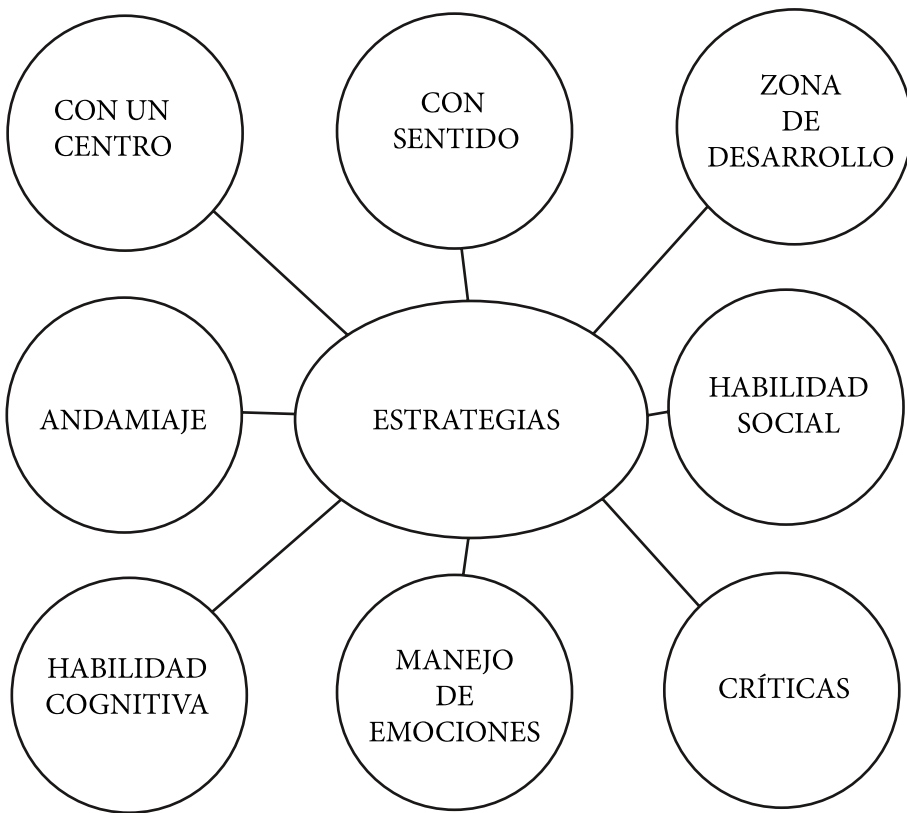 CON UN
CENTRO
CON
SENTIDO
ZONA
DE
DESARROLLO
ANDAMIAJE
ESTRATEGIAS
HABILIDAD
SOCIAL
HABILIDAD
COGNITIVA
MANEJO
DE
EMOCIONES
CRÍTICAS